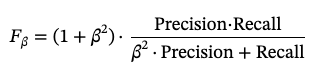 F_β = (1 + β²) · Precision·Recall / β² · Precision + Recall